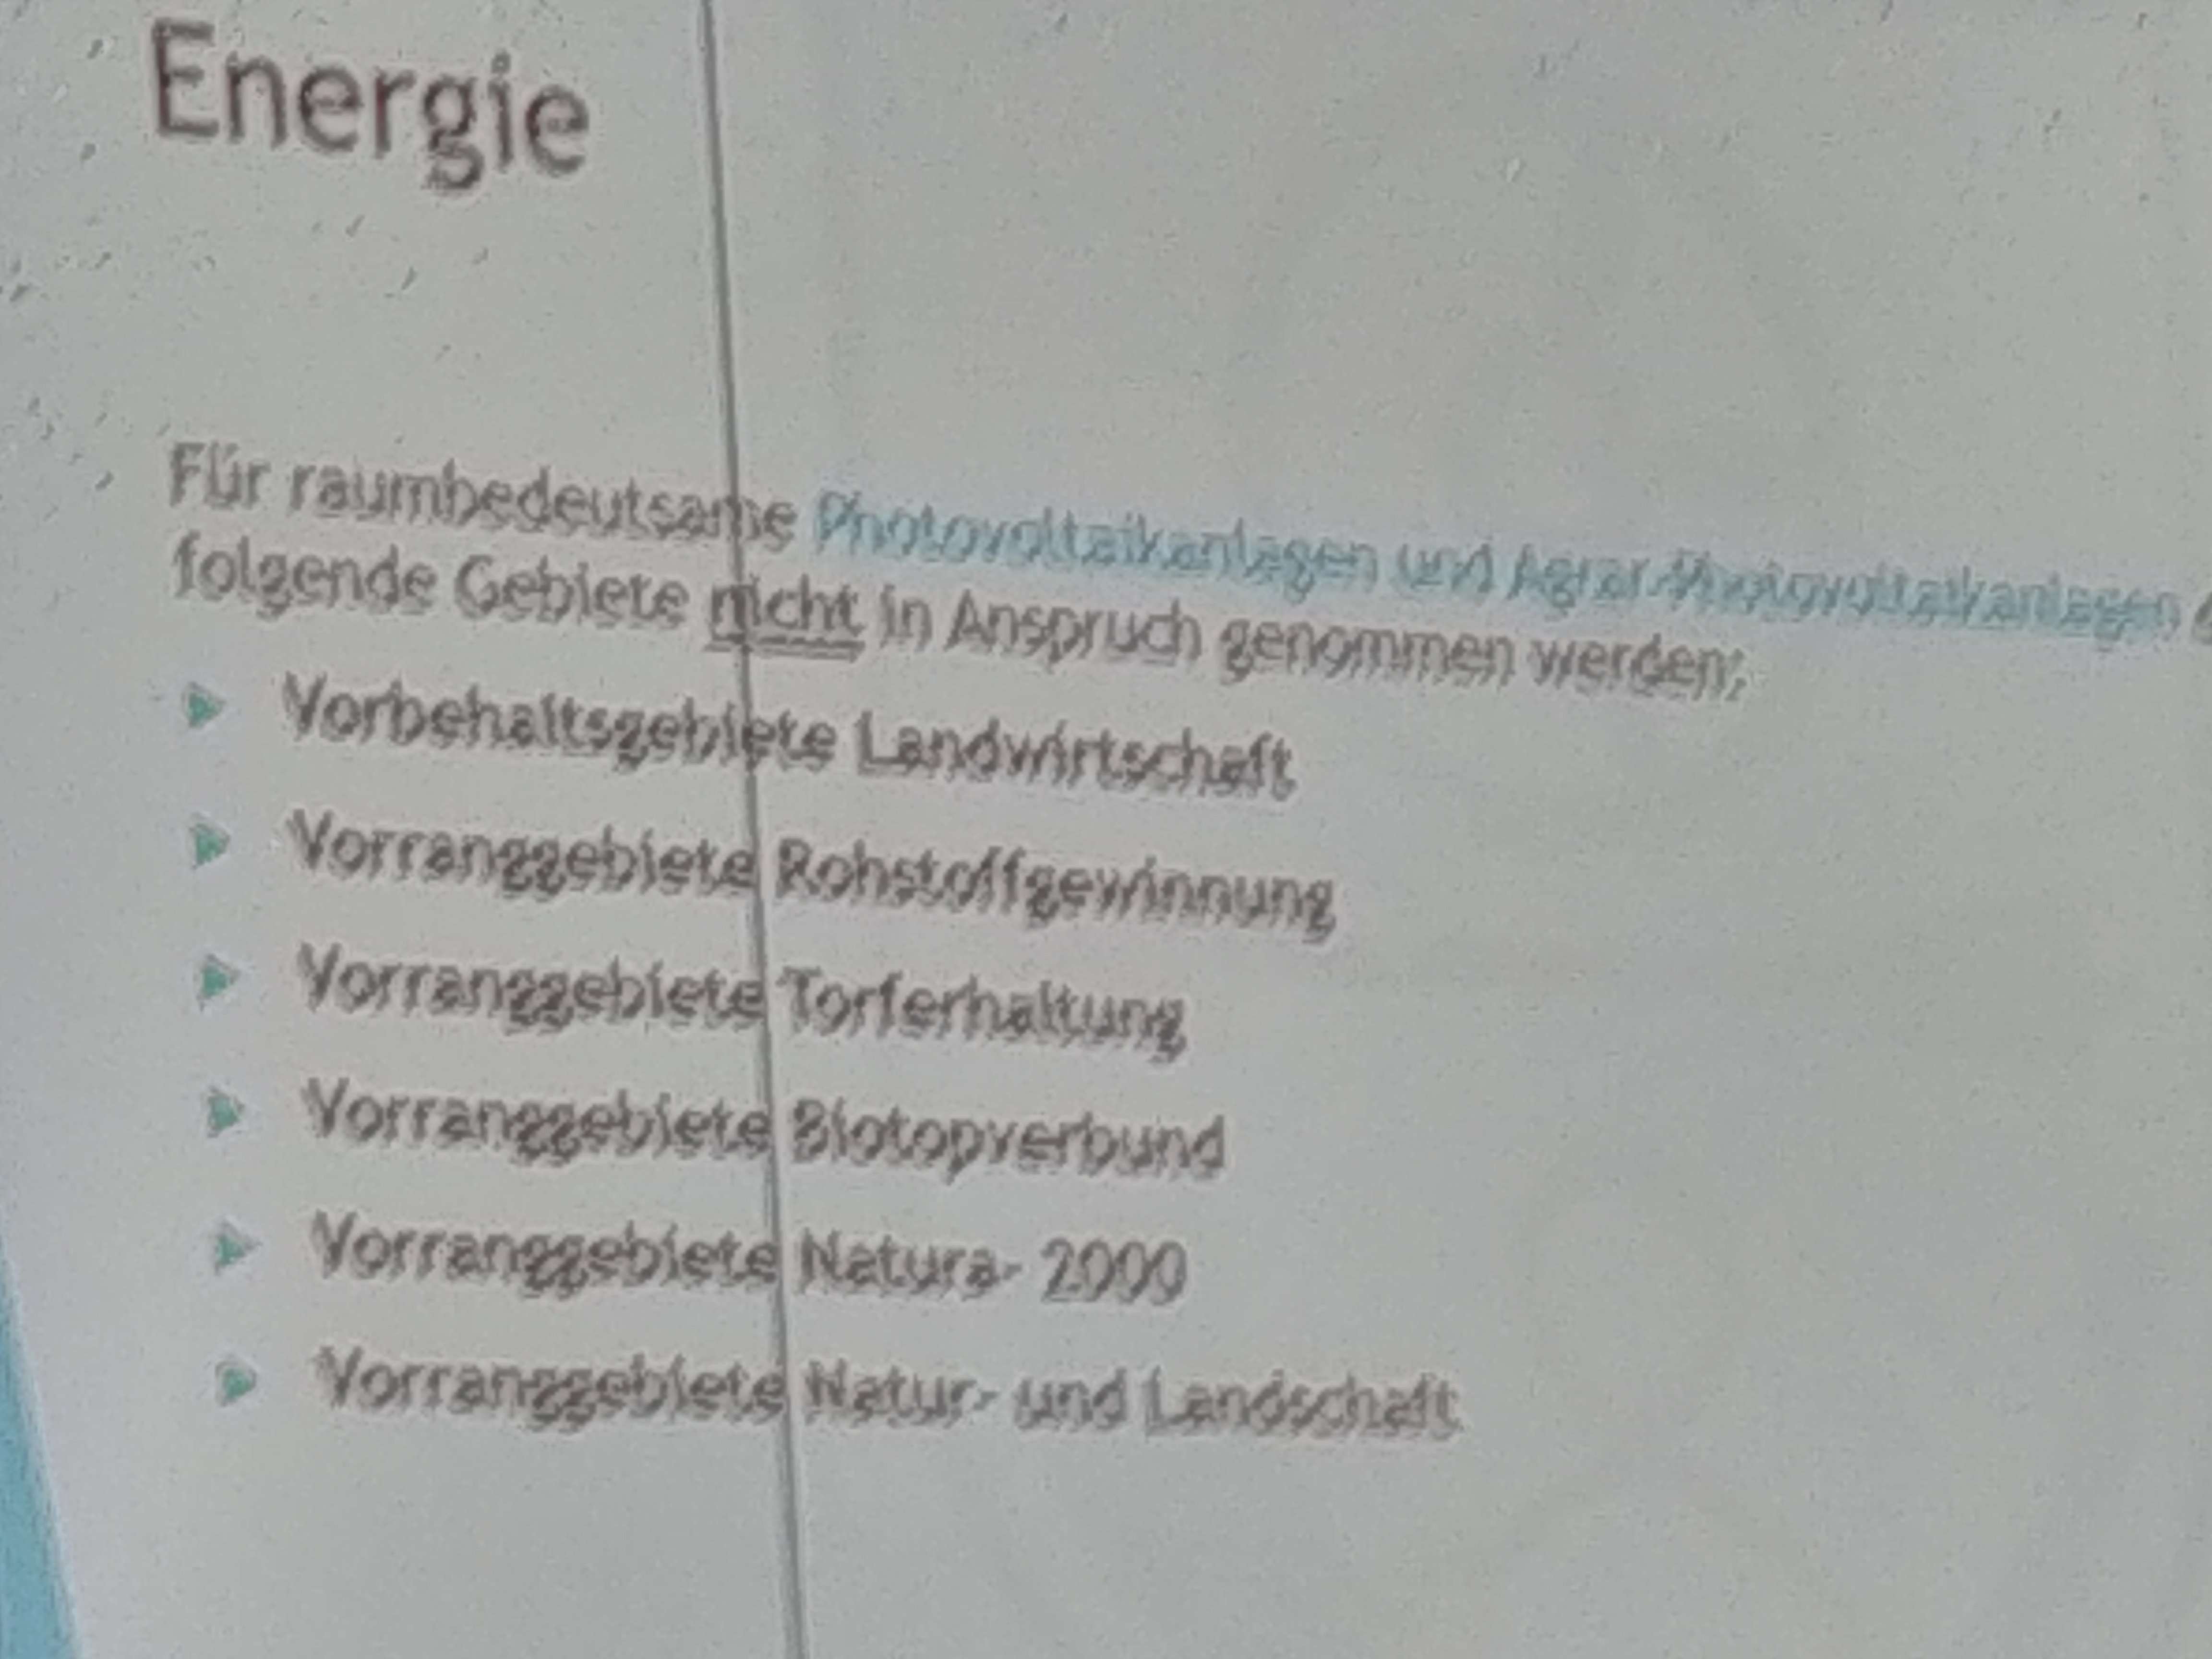 Energie
Für raumbedeutsame Photovoltaikanlagen und Agrar-Photovoltaikanlagen
folgende Gebiete nicht in Anspruch genommen werden:
Vorbehaltsgebiete Landwirtschaft
Vorranggebiete Rohstoffgewinnung
Vorranggebiete Torferhaltung
Vorranggebiete Biotopverbund
Vorranggebiete Natura- 2000
Vorranggebiete Natur- und Landschaft